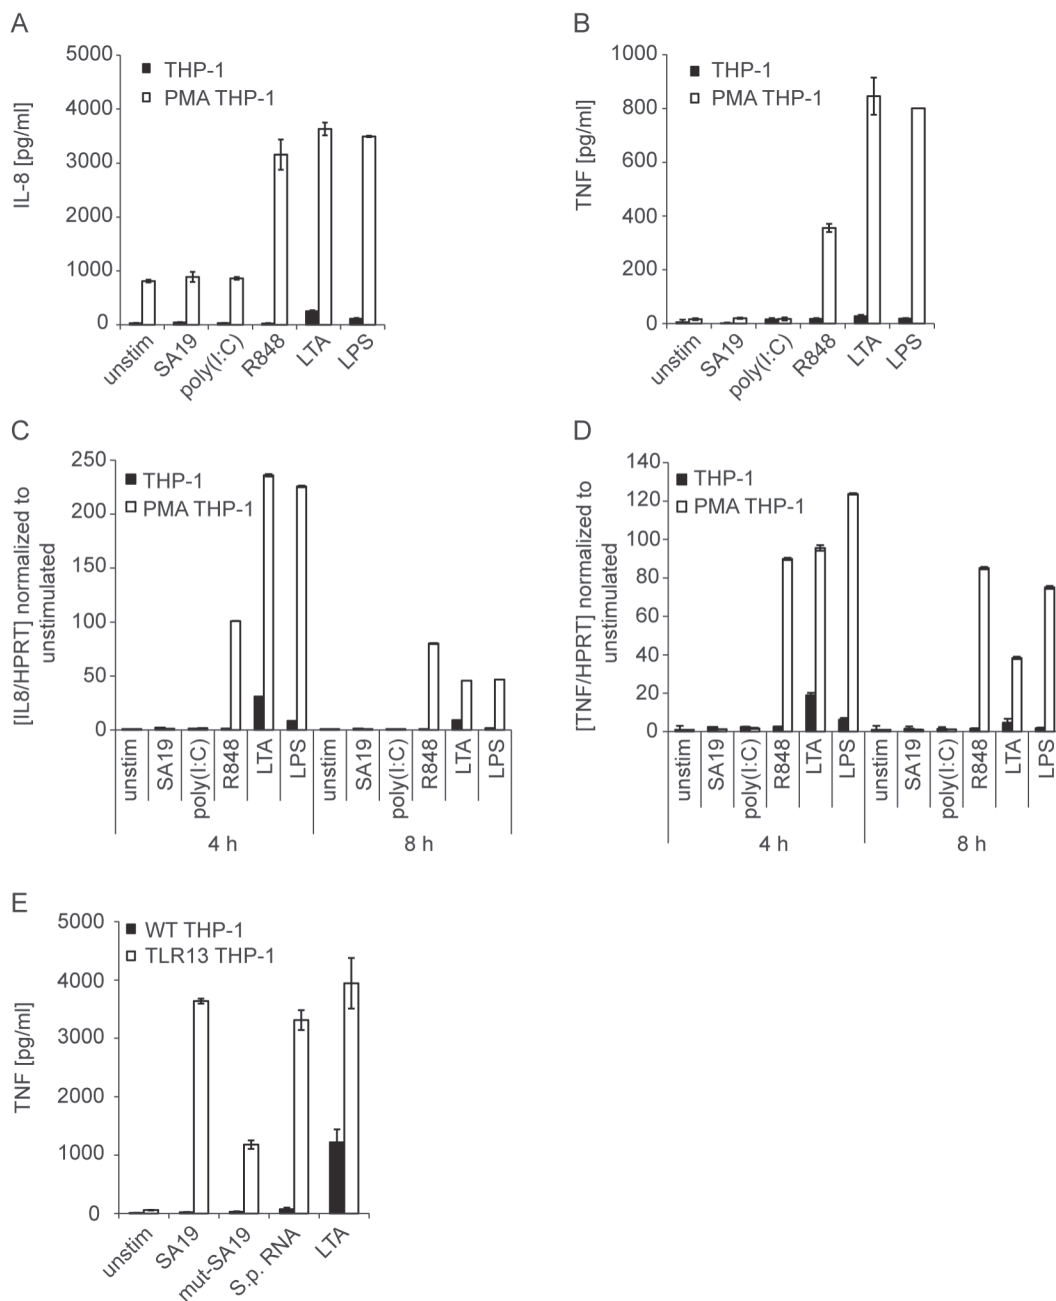 A
IL-8 [pg/ml]
5000
4000
3000
2000
1000
0
THP-1
PMA THP-1
unstim
SA19
poly(I:C)
R848
LTA
LPS
B
TNF [pg/ml]
1000
800
600
400
200
0
THP-1
PMA THP-1
unstim
SA19
poly(I:C)
R848
LTA
LPS
C
[IL8/HPRT] normalized to
unstimulated
250
200
150
100
50
0
THP-1
PMA THP-1
unstim
SA19
poly(I:C)
R848
LTA
LPS
unstim
SA19
poly(I:C)
R848
LTA
LPS
4 h
8 h
D
[TNF/HPRT] normalized to
unstimulated
140
120
100
80
60
40
20
0
THP-1
PMA THP-1
unstim
SA19
poly(I:C)
R848
LTA
LPS
unstim
SA19
poly(I:C)
R848
LTA
LPS
4 h
8 h
E
TNF [pg/ml]
5000
4000
3000
2000
1000
0
WT THP-1
TLR13 THP-1
unstim
SA19
mut-SA19
S.p. RNA
LTA